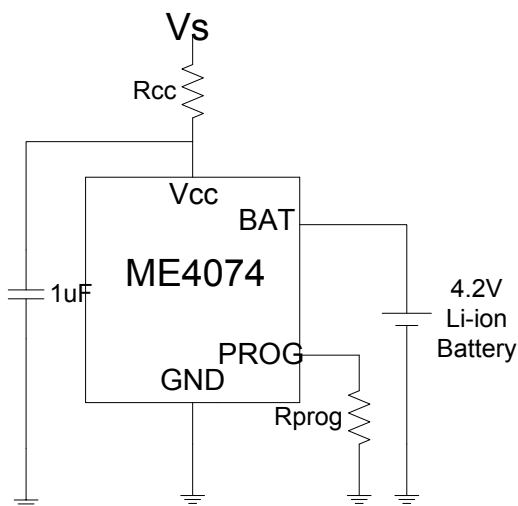 Vs
Rcc
Vcc
BAT
ME4074
1uF
4.2V
Li-ion
Battery
PROG
GND
Rprog